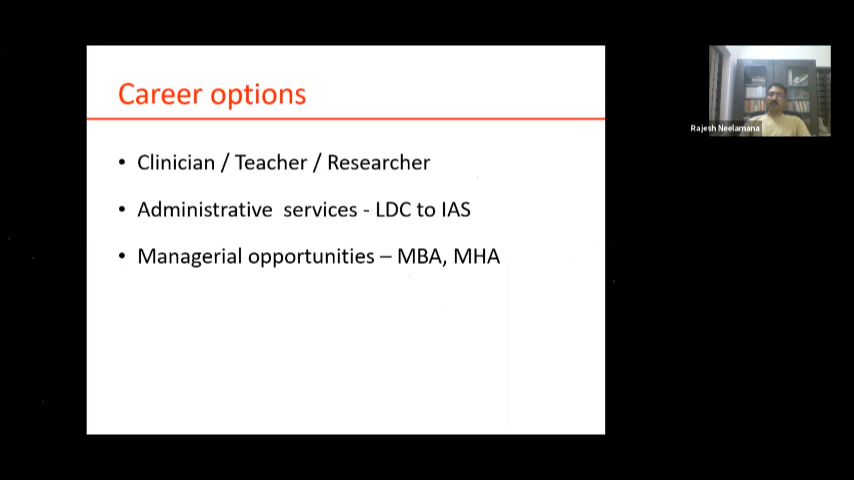 Career options
• Clinician / Teacher / Researcher
• Administrative services - LDC to IAS
• Managerial opportunities – MBA, MHA
Rajesh Neelamana